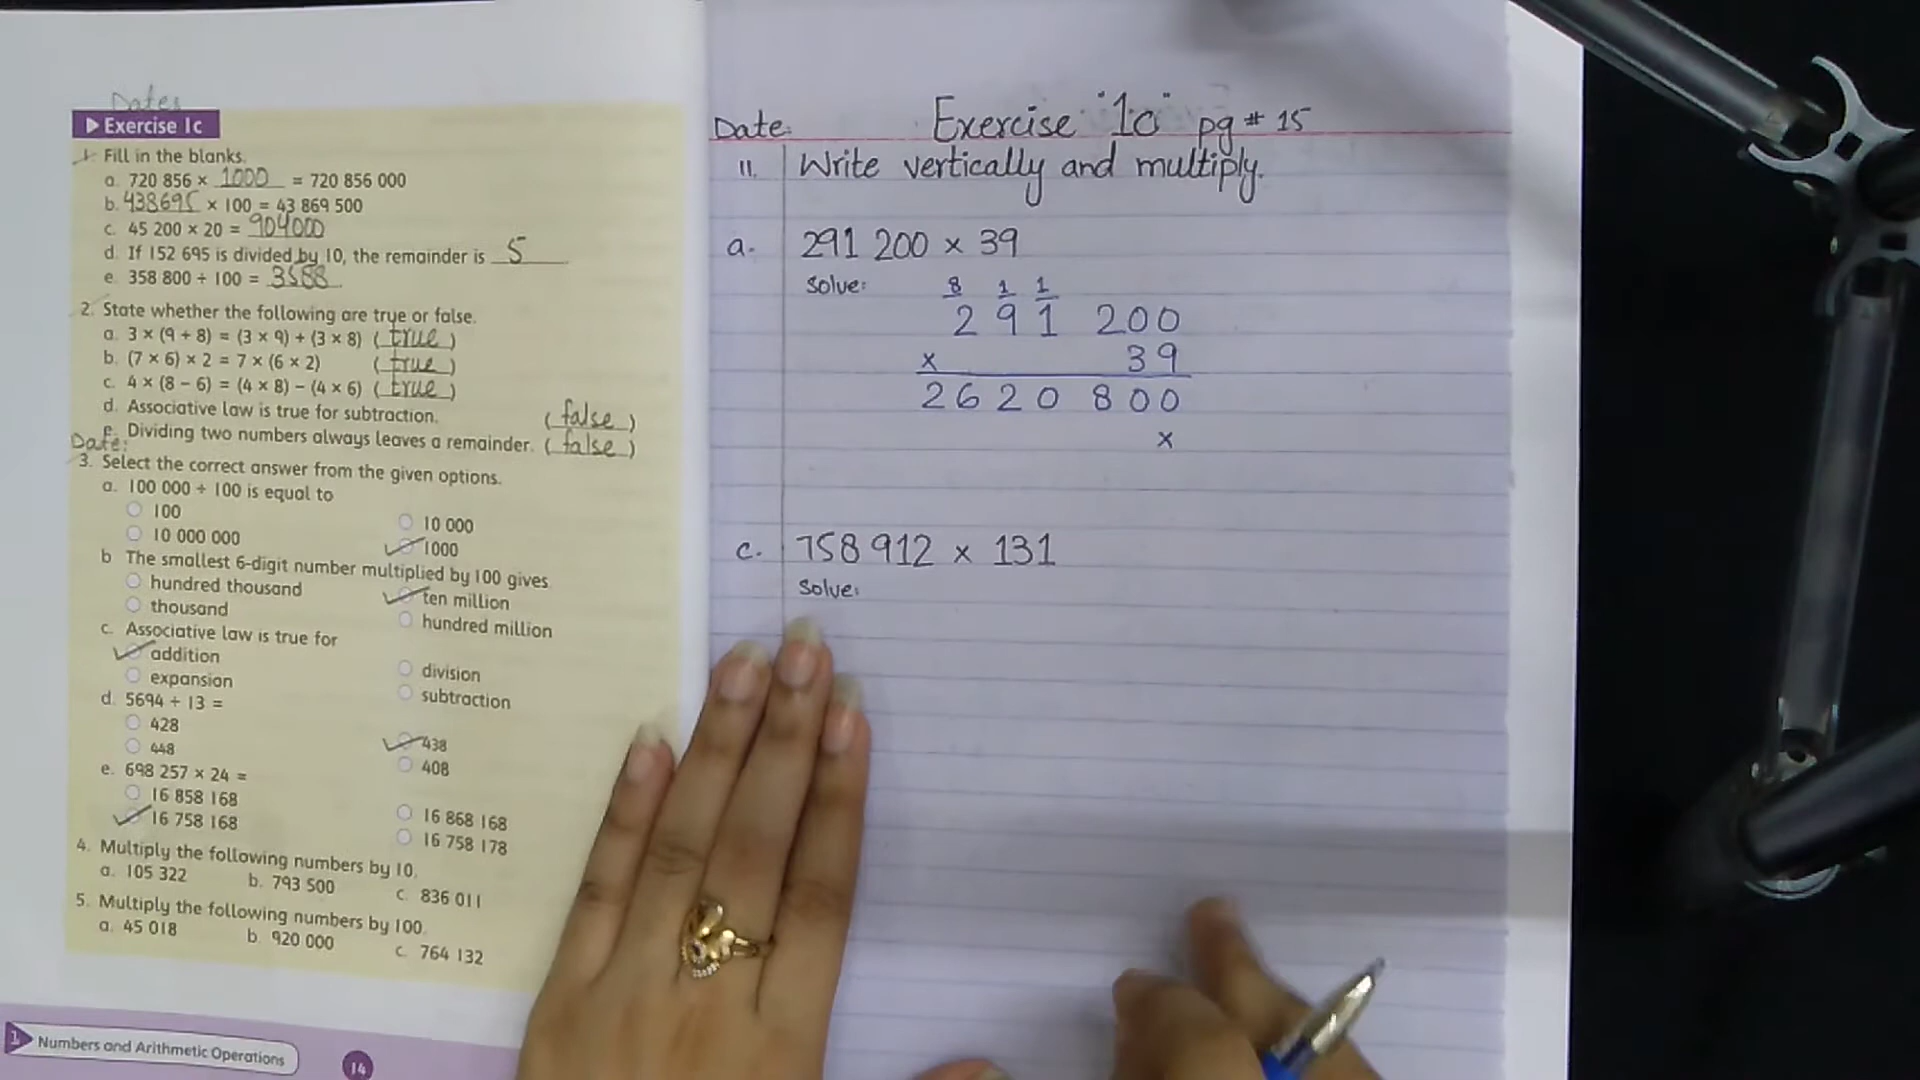 Dates
Exercise 1c
1. Fill in the blanks.
a. 720 856 × 1000 = 720 856 000
b. 438695 × 100 = 43 869 500
c. 45 200 × 20 = 904000
d. If 152 695 is divided by 10, the remainder is 5
e. 358 800 ÷ 100 = 3588
2. State whether the following are true or false.
a. 3 × (9 + 8) = (3 × 9) + (3 × 8) (true)
b. (7 × 6) × 2 = 7 × (6 × 2) (true)
c. 4 × (8 − 6) = (4 × 8) − (4 × 6) (true)
d. Associative law is true for subtraction. (false)
e. Dividing two numbers always leaves a remainder. (false)
Date:
3. Select the correct answer from the given options.
a. 100 000 ÷ 100 is equal to
100 10 000
10 000 000 1000
b The smallest 6-digit number multiplied by 100 gives
hundred thousand ten million
thousand hundred million
c. Associative law is true for
addition division
expansion subtraction
d. 5694 ÷ 13 =
428 438
448 408
e. 698 257 × 24 =
16 858 168 16 868 168
16 758 168 16 758 178
4. Multiply the following numbers by 10.
a. 105 322 b. 793 500 c. 836 011
5. Multiply the following numbers by 100.
a. 45 018 b 920 000 c. 764 132
1 Numbers and Arithmetic Operations 14
Date: Exercise "1c" pg # 15
11. Write vertically and multiply.
a. 291 200 × 39
Solve:
8 1 1
291 200
× 39
2620 800
×
c. 758 912 × 131
Solve: